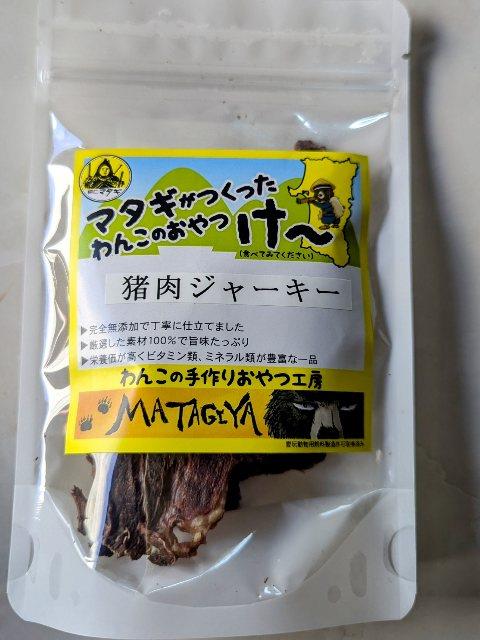 マタギ
マタギがつくった
わんこのおやつ
け〜
(食べてみてください)
猪肉ジャーキー
▶完全無添加で丁寧に仕立てました
▶厳選した素材100%で旨味たっぷり
▶栄養価が高くビタミン類、ミネラル類が豊富な一品
わんこの手作りおやつ工房
MATAGIYA